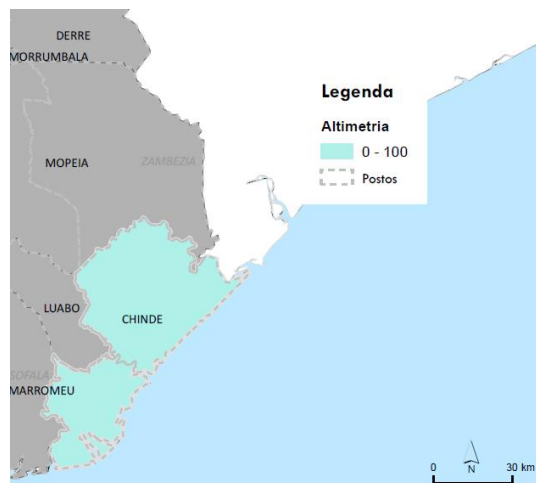 DERRE
MORRUMBALA
Legenda
Altimetria
0 - 100
Postos
MOPEIA
ZAMBEZIA
LUABO
CHINDE
SOFALA
MARROMEU
0 N 30 km